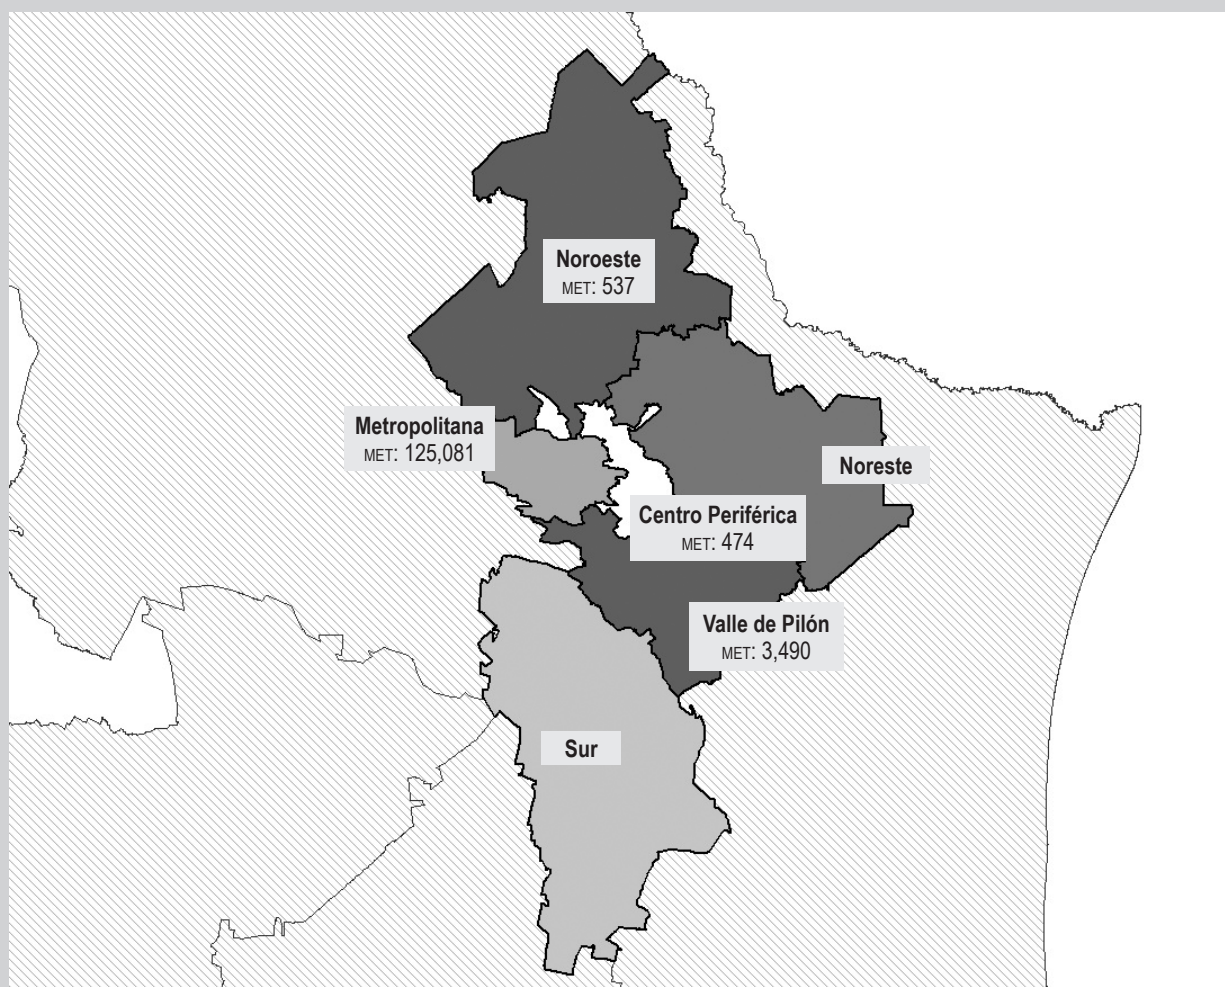 Noroeste
MET: 537
Metropolitana
MET: 125,081
Noreste
Centro Periférica
MET: 474
Valle de Pilón
MET: 3,490
Sur